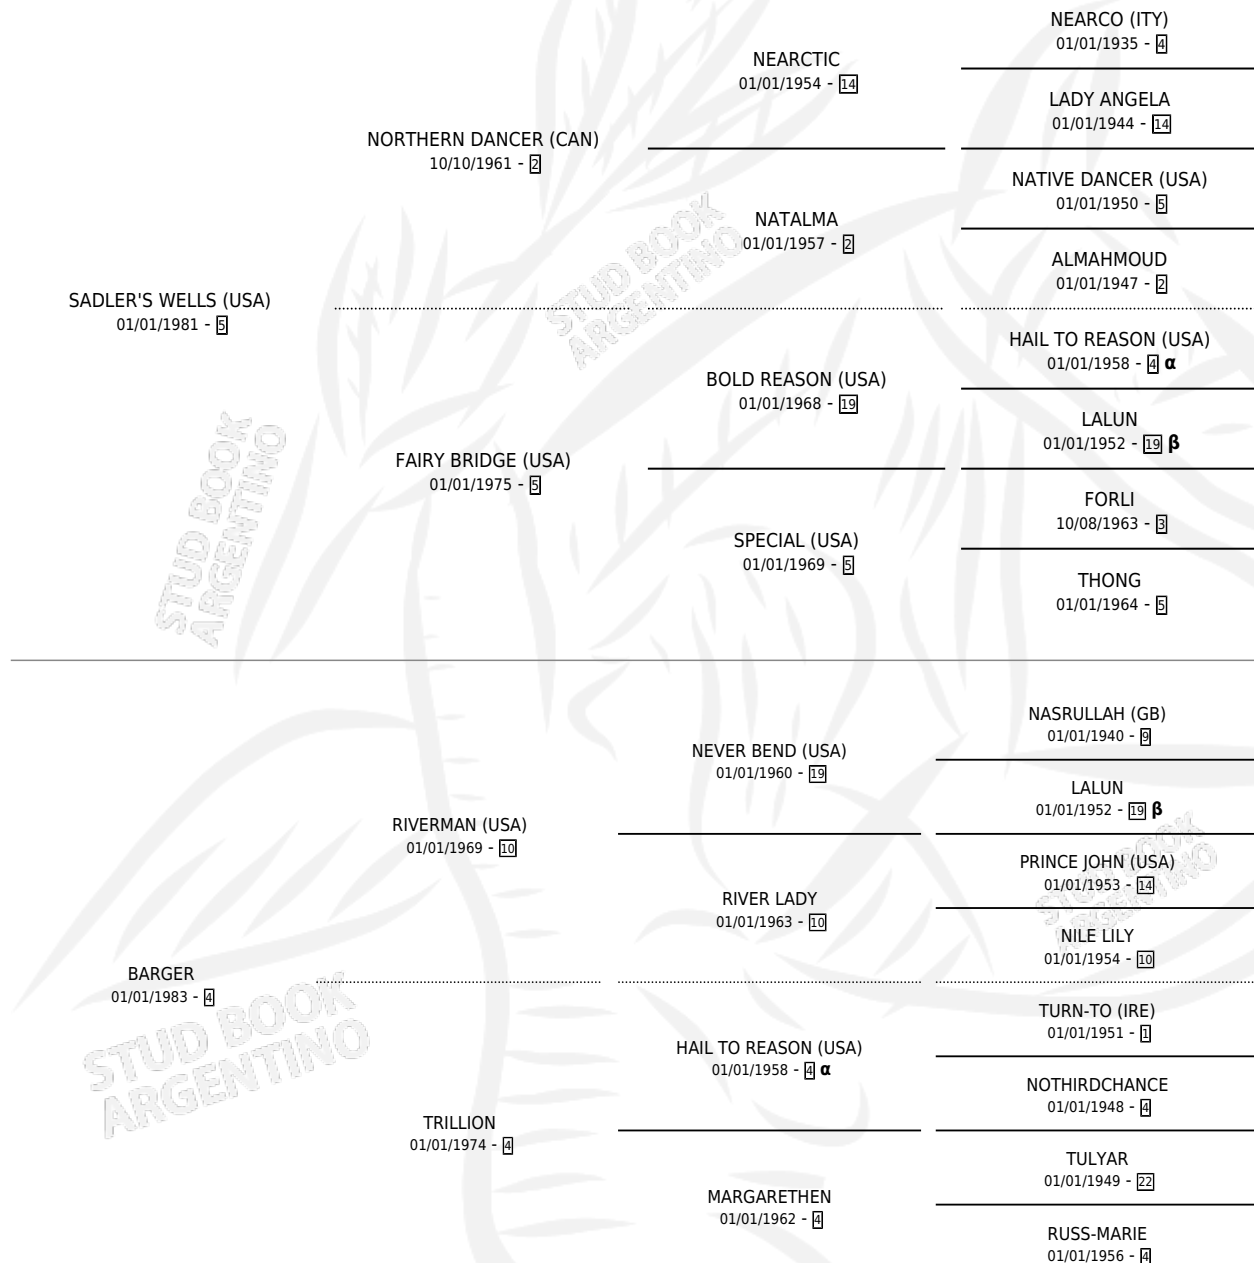 NEARCO (ITY)
01/01/1935 - 4
NEARCTIC
01/01/1954 - 14
LADY ANGELA
01/01/1944 - 14
NORTHERN DANCER (CAN)
10/10/1961 - 2
NATIVE DANCER (USA)
01/01/1950 - 5
NATALMA
01/01/1957 - 2
ALMAHMOUD
01/01/1947 - 2
SADLER'S WELLS (USA)
01/01/1981 - 5
STUD BOOK
ARGENTINO
HAIL TO REASON (USA)
01/01/1958 - 4 α
BOLD REASON (USA)
01/01/1968 - 19
LALUN
01/01/1952 - 19 β
FAIRY BRIDGE (USA)
01/01/1975 - 5
FORLI
10/08/1963 - 3
SPECIAL (USA)
01/01/1969 - 5
THONG
01/01/1964 - 5
STUD BOOK
ARGENTINO
NASRULLAH (GB)
01/01/1940 - 9
NEVER BEND (USA)
01/01/1960 - 19
LALUN
01/01/1952 - 19 β
RIVERMAN (USA)
01/01/1969 - 10
PRINCE JOHN (USA)
01/01/1953 - 14
RIVER LADY
01/01/1963 - 10
NILE LILY
01/01/1954 - 10
STUD BOOK
ARGENTINO
BARGER
01/01/1983 - 4
STUD BOOK
ARGENTINO
TURN-TO (IRE)
01/01/1951 - 1
HAIL TO REASON (USA)
01/01/1958 - 4 α
NOTHIRDCHANCE
01/01/1948 - 4
TRILLION
01/01/1974 - 4
TULYAR
01/01/1949 - 22
MARGARETHEN
01/01/1962 - 4
RUSS-MARIE
01/01/1956 - 4